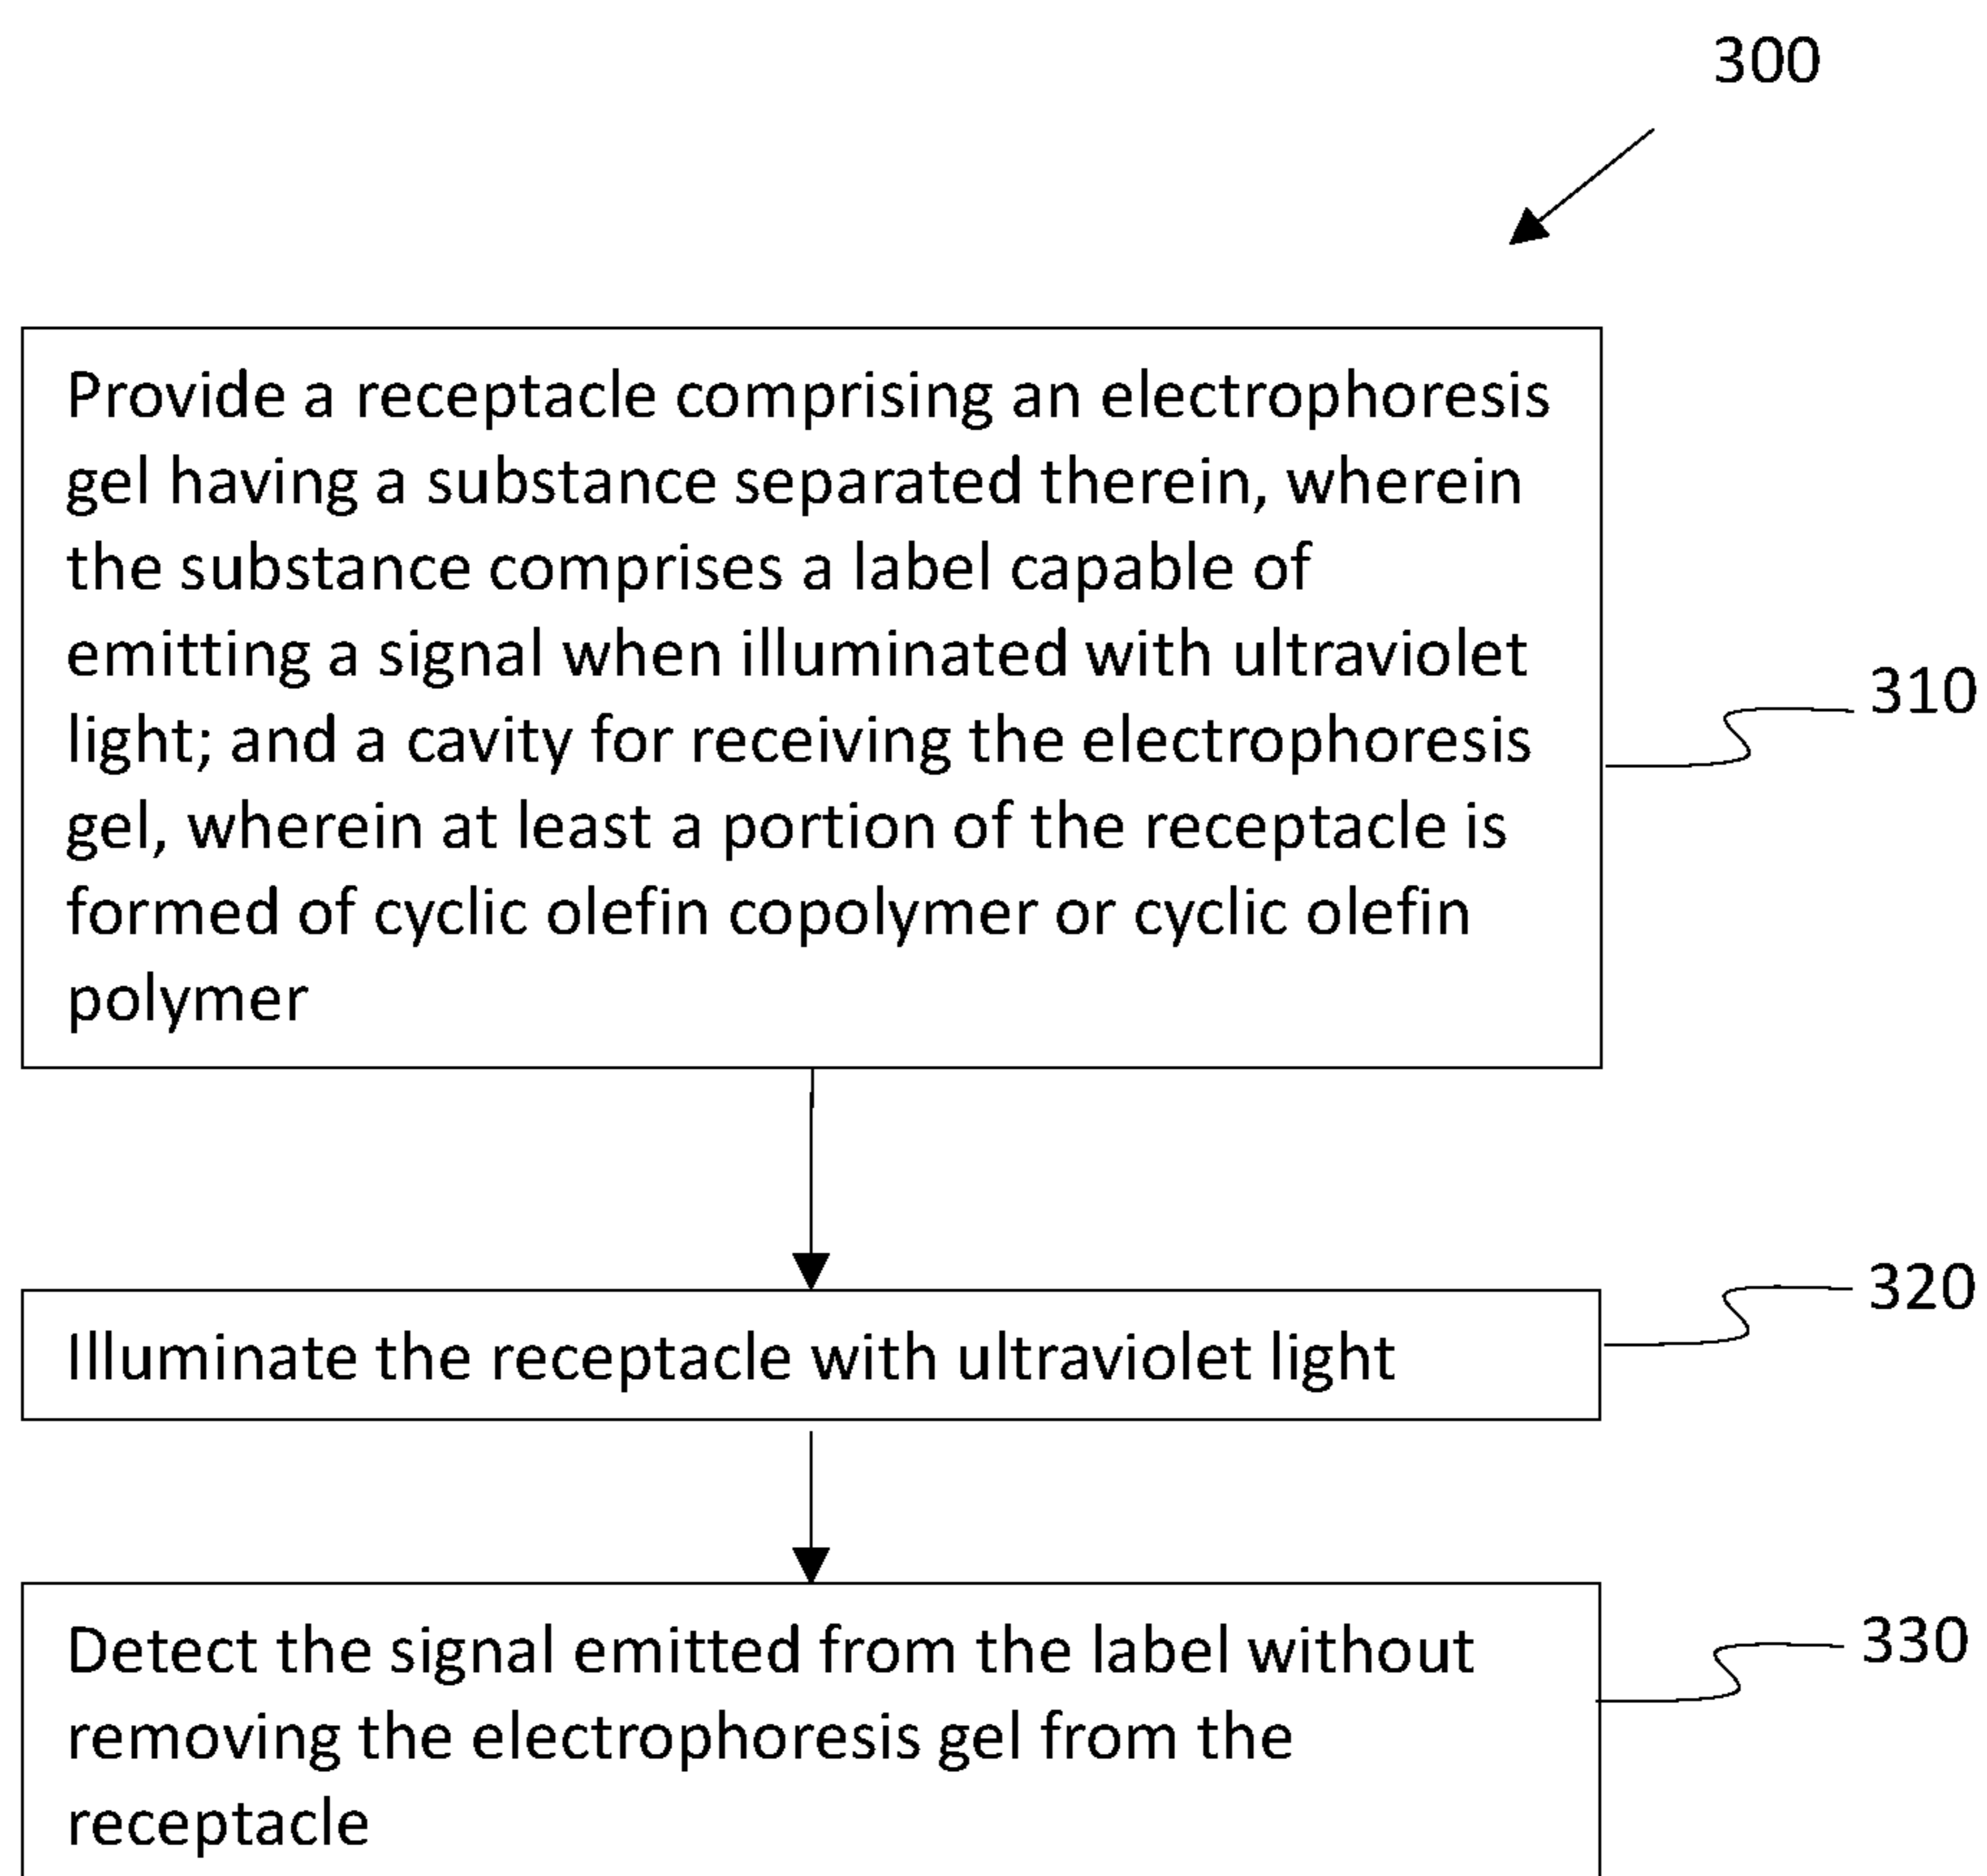 300
Provide a receptacle comprising an electrophoresis
gel having a substance separated therein, wherein
the substance comprises a label capable of
emitting a signal when illuminated with ultraviolet
light; and a cavity for receiving the electrophoresis
gel, wherein at least a portion of the receptacle is
formed of cyclic olefin copolymer or cyclic olefin
polymer
310
Illuminate the receptacle with ultraviolet light
320
Detect the signal emitted from the label without
removing the electrophoresis gel from the
receptacle
330